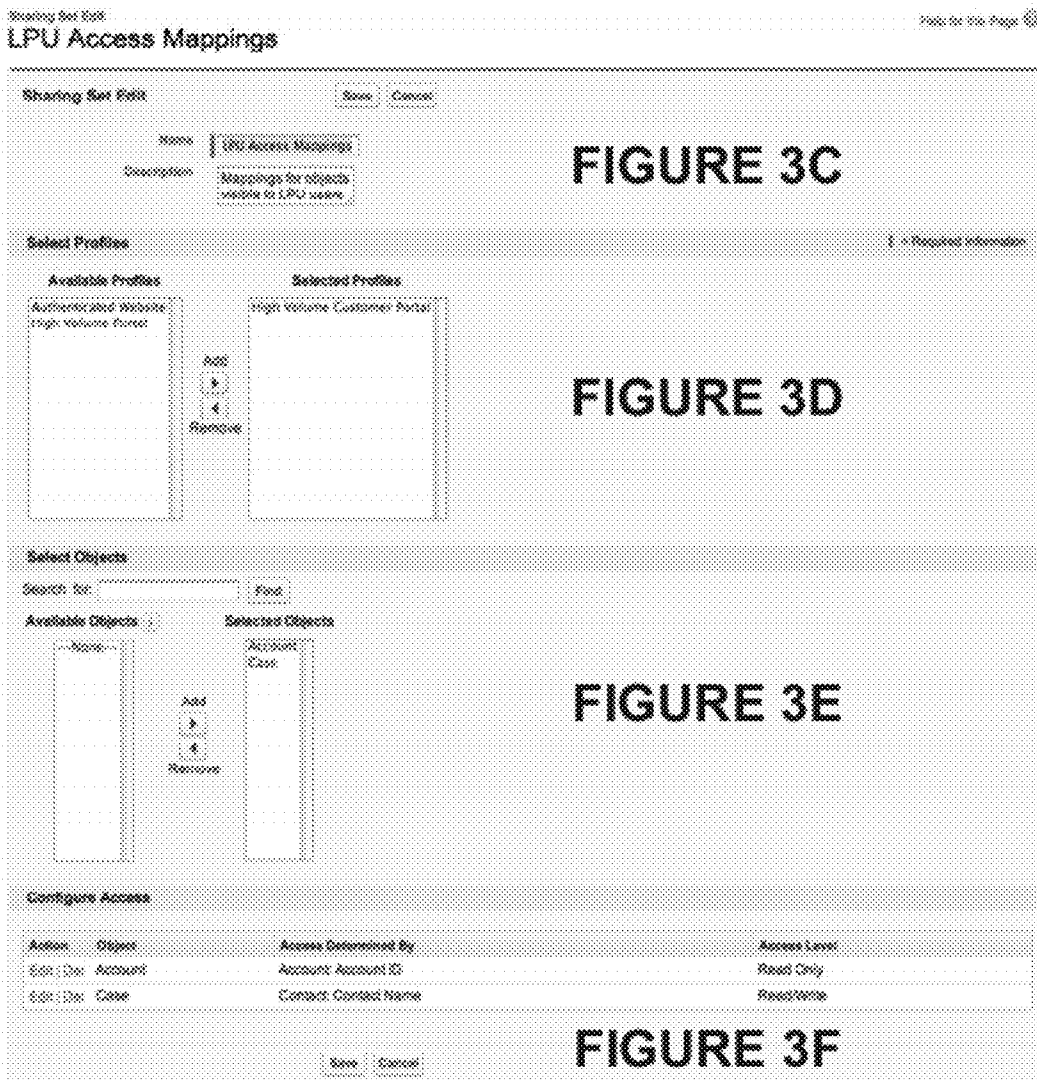 Sharing Set Edit
Help for this Page
LPU Access Mappings
Sharing Set Edit
Save Cancel
Name LPU Access Mappings
Description Mappings for objects
visible to LPU users
FIGURE 3C
Select Profiles
= Required Information
Available Profiles
Selected Profiles
Authenticated Website
High Volume Portal
High Volume Customer Portal
Add
Remove
FIGURE 3D
Select Objects
Search for: Find
Available Objects
Selected Objects
--None--
Account
Case
Add
Remove
FIGURE 3E
Configure Access
Action Object Access Determined By Access Level
Edit | Del Account Account: Account ID Read Only
Edit | Del Case Contact: Contact Name Read/Write
Save Cancel
FIGURE 3F